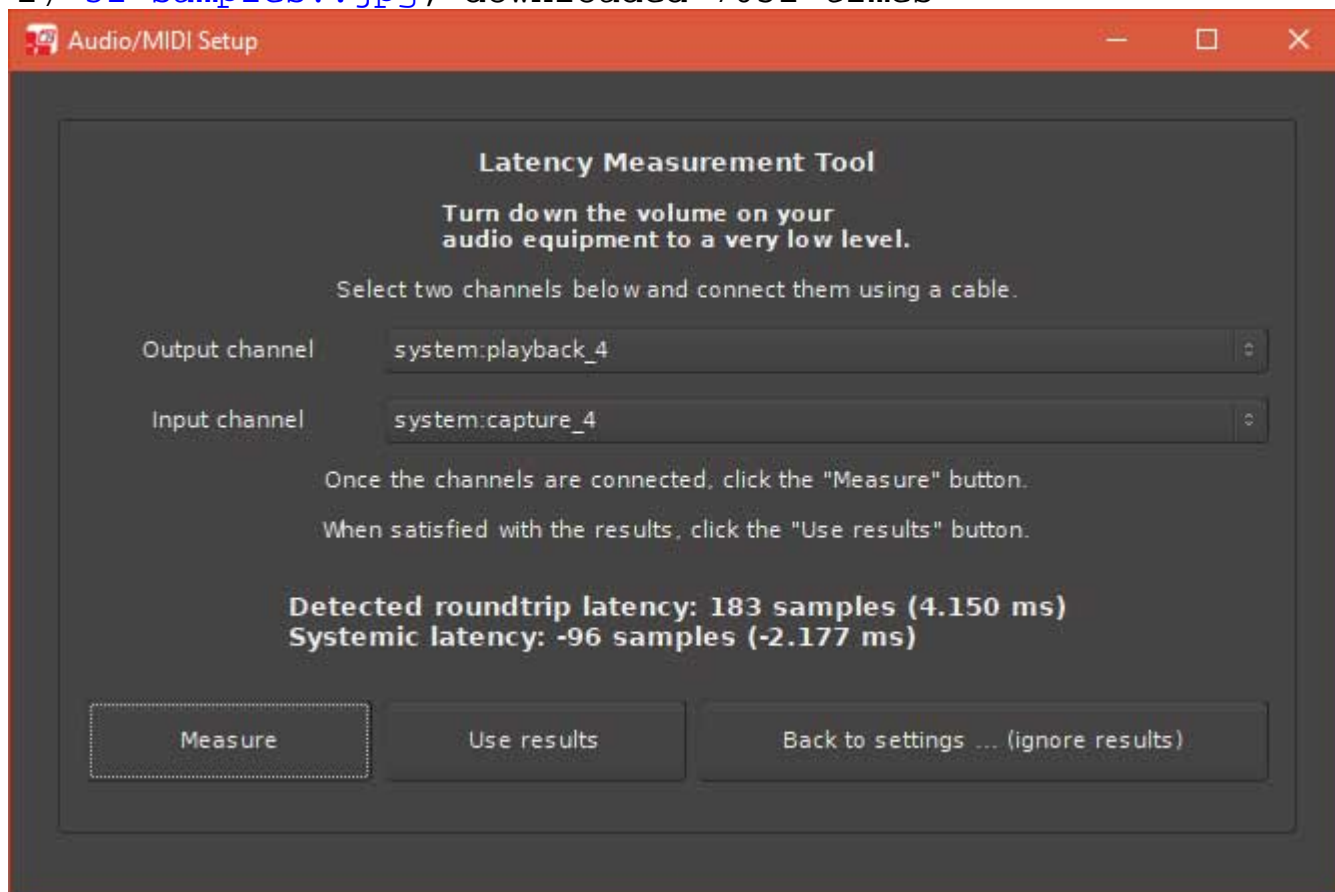 Audio/MIDI Setup
Latency Measurement Tool
Turn down the volume on your
audio equipment to a very low level.
Select two channels below and connect them using a cable.
Output channel system:playback_4
Input channel system:capture_4
Once the channels are connected, click the "Measure" button.
When satisfied with the results, click the "Use results" button.
Detected roundtrip latency: 183 samples (4.150 ms)
Systemic latency: -96 samples (-2.177 ms)
Measure Use results Back to settings ... (ignore results)